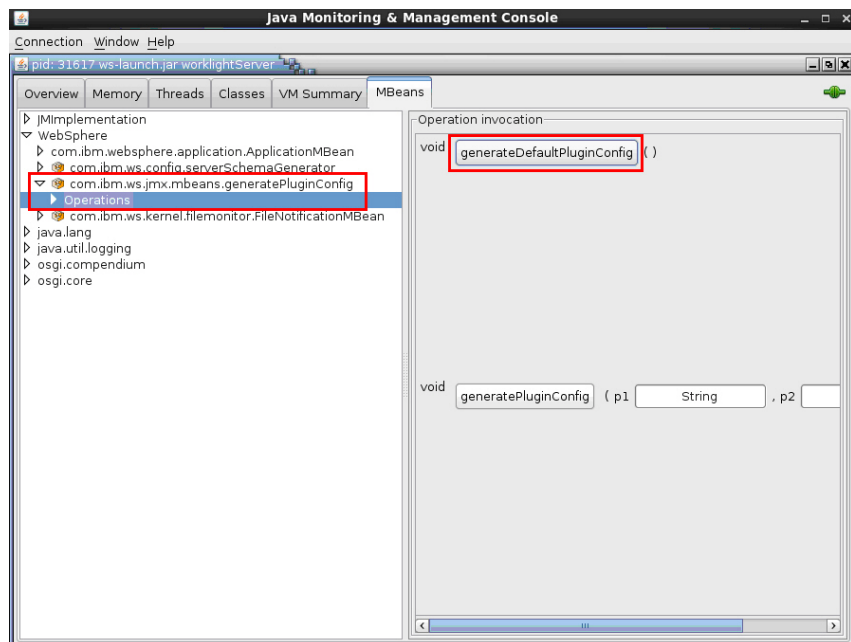 Java Monitoring & Management Console
Connection Window Help
pid: 31617 ws-launch.jar worklightServer
Overview Memory Threads Classes VM Summary MBeans
JMImplementation
WebSphere
com.ibm.websphere.application.ApplicationMBean
com.ibm.ws.config.serverSchemaGenerator
com.ibm.ws.jmx.mbeans.generatePluginConfig
Operations
com.ibm.ws.kernel.filemonitor.FileNotificationMBean
java.lang
java.util.logging
osgi.compendium
osgi.core
Operation invocation
void generateDefaultPluginConfig ( )
void generatePluginConfig ( p1 String , p2